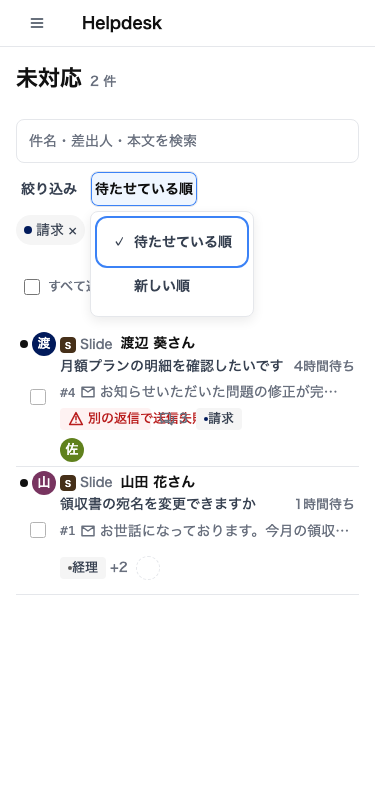 Helpdesk
未対応 2 件
件名・差出人・本文を検索
絞り込み 待たせている順
請求 ×
✓ 待たせている順
新しい順
すべて
渡 s Slide 渡辺 葵さん
月額プランの明細を確認したいです 4時間待ち
#4 お知らせいただいた問題の修正が完…
別の返信で送信失 •請求
佐
山 s Slide 山田 花さん
領収書の宛名を変更できますか 1時間待ち
#1 お世話になっております。今月の領収…
•経理 +2